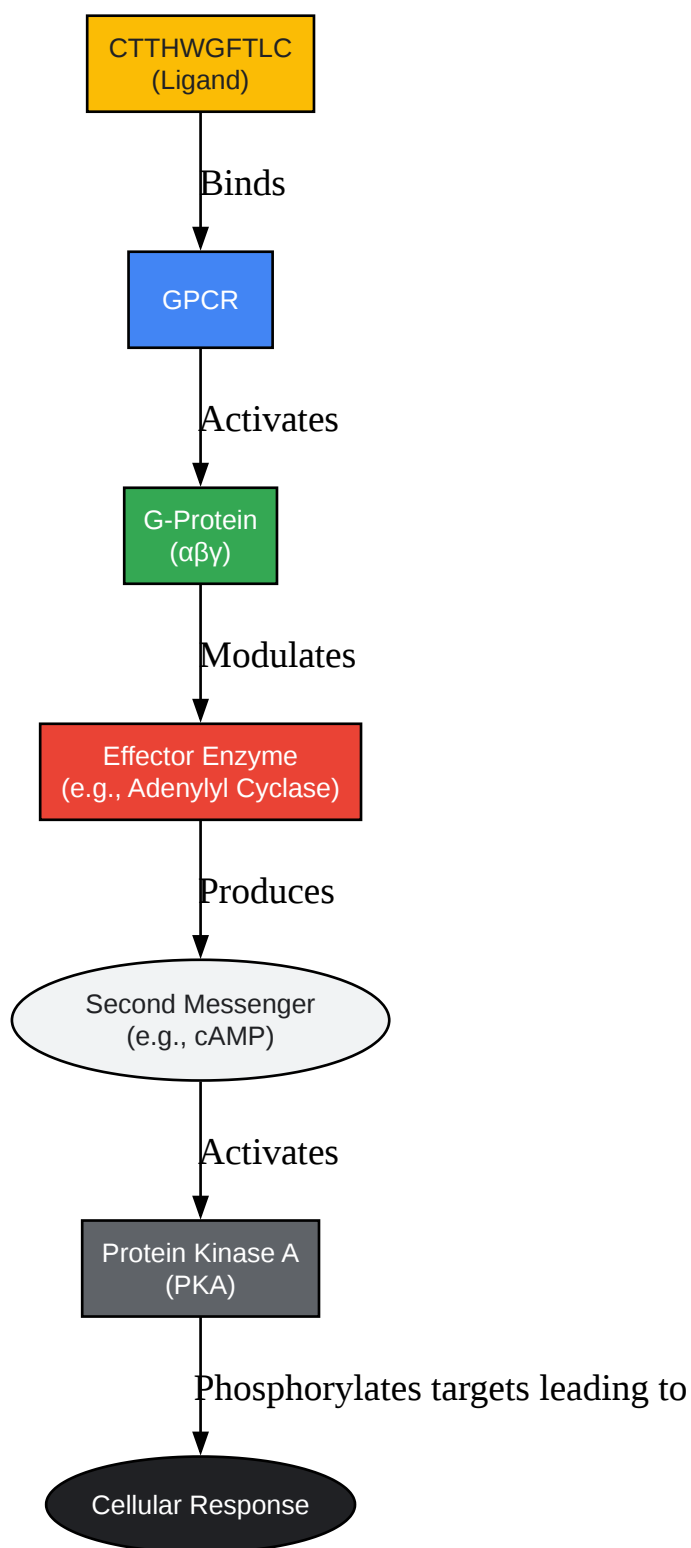 CTTHWGFTLC
(Ligand)
Binds
GPCR
Activates
G-Protein
(αβγ)
Modulates
Effector Enzyme
(e.g., Adenylyl Cyclase)
Produces
Second Messenger
(e.g., cAMP)
Activates
Protein Kinase A
(PKA)
Phosphorylates targets leading to
Cellular Response